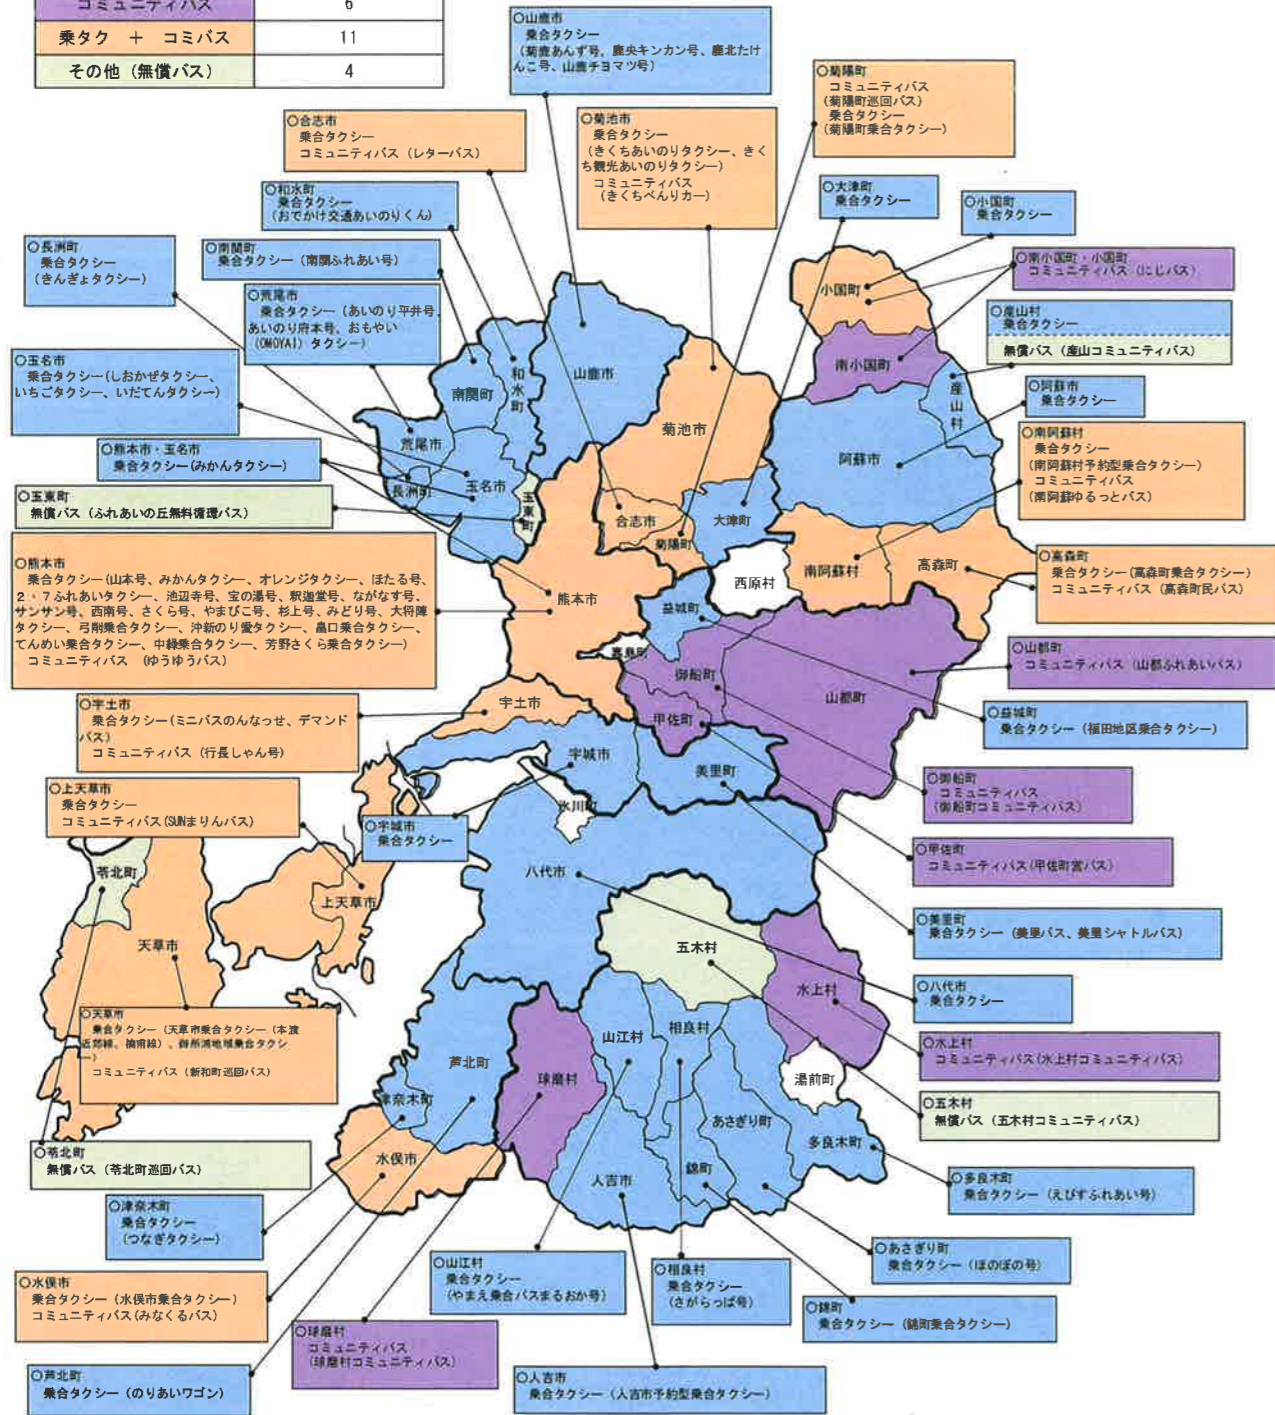 コミュニティバス 6
乗タク ＋ コミバス 11
その他（無償バス） 4
○山鹿市
乗合タクシー
（菊鹿あんず号、鹿央キンカン号、鹿北たけ
んこ号、山鹿チヨマツ号）
○菊陽町
コミュニティバス
（菊陽町巡回バス）
乗合タクシー
（菊陽町乗合タクシー）
○合志市
乗合タクシー
コミュニティバス（レターバス）
○菊池市
乗合タクシー
（きくちあいのりタクシー、きく
ち観光あいのりタクシー）
コミュニティバス
（きくちべんりカー）
○大津町
乗合タクシー
○小国町
乗合タクシー
○和水町
乗合タクシー
（おでかけ交通あいのりくん）
○長洲町
乗合タクシー
（きんぎょタクシー）
○南関町
乗合タクシー（南関ふれあい号）
○南小国町・小国町
コミュニティバス（にじバス）
○荒尾市
乗合タクシー（あいのり平井号、
あいのり府本号、おもやい
（OMOYAI）タクシー）
○産山村
乗合タクシー
無償バス（産山コミュニティバス）
○玉名市
乗合タクシー（しおかぜタクシー、
いちごタクシー、いだてんタクシー）
○阿蘇市
乗合タクシー
○熊本市・玉名市
乗合タクシー（みかんタクシー）
○南阿蘇村
乗合タクシー
（南阿蘇村予約型乗合タクシー）
コミュニティバス
（南阿蘇ゆるっとバス）
○玉東町
無償バス（ふれあいの丘無料循環バス）
○熊本市
乗合タクシー（山本号、みかんタクシー、オレンジタクシー、ほたる号、
２・７ふれあいタクシー、池辺寺号、宝の湯号、釈迦堂号、ながなす号、
サンサン号、西南号、さくら号、やまびこ号、杉上号、みどり号、大将陣
タクシー、弓削乗合タクシー、沖新のり愛タクシー、畠口乗合タクシー、
てんめい乗合タクシー、中緑乗合タクシー、芳野さくら乗合タクシー）
コミュニティバス （ゆうゆうバス）
○高森町
乗合タクシー（高森町乗合タクシー）
コミュニティバス（高森町民バス）
○山都町
コミュニティバス（山都ふれあいバス）
○宇土市
乗合タクシー（ミニバスのんなっせ、デマンド
バス）
コミュニティバス（行長しゃん号）
○益城町
乗合タクシー（福田地区乗合タクシー）
○御船町
コミュニティバス
（御船町コミュニティバス）
○上天草市
乗合タクシー
コミュニティバス（SUNまりんバス）
○宇城市
乗合タクシー
○甲佐町
コミュニティバス（甲佐町営バス）
○美里町
乗合タクシー（美里バス、美里シャトルバス）
○八代市
乗合タクシー
○天草市
乗合タクシー（天草市乗合タクシー（本渡
近郊線、楠甫線）、御所浦地域乗合タクシ
ー）
コミュニティバス（新和町巡回バス）
○水上村
コミュニティバス（水上村コミュニティバス）
○五木村
無償バス（五木村コミュニティバス）
○苓北町
無償バス（苓北町巡回バス）
○多良木町
乗合タクシー（えびすふれあい号）
○津奈木町
乗合タクシー
（つなぎタクシー）
○あさぎり町
乗合タクシー（ほのぼの号）
○山江村
乗合タクシー
（やまえ乗合バスまるおか号）
○相良村
乗合タクシー
（さがらっぱ号）
○水俣市
乗合タクシー（水俣市乗合タクシー）
コミュニティバス（みなくるバス）
○錦町
乗合タクシー（錦町乗合タクシー）
○球磨村
コミュニティバス
（球磨村コミュニティバス）
○芦北町
乗合タクシー（のりあいワゴン）
○人吉市
乗合タクシー（人吉市予約型乗合タクシー）
小国町
南小国町
産山村
山鹿市
和水町
南関町
菊池市
荒尾市
阿蘇市
長洲町
玉名市
玉東町
合志市
大津町
菊陽町
西原村
南阿蘇村
高森町
熊本市
益城町
嘉島町
御船町
山都町
宇土市
甲佐町
宇城市
美里町
氷川町
八代市
苓北町
上天草市
天草市
五木村
水上村
山江村
相良村
湯前町
芦北町
球磨村
津奈木町
あさぎり町
多良木町
水俣市
人吉市
錦町